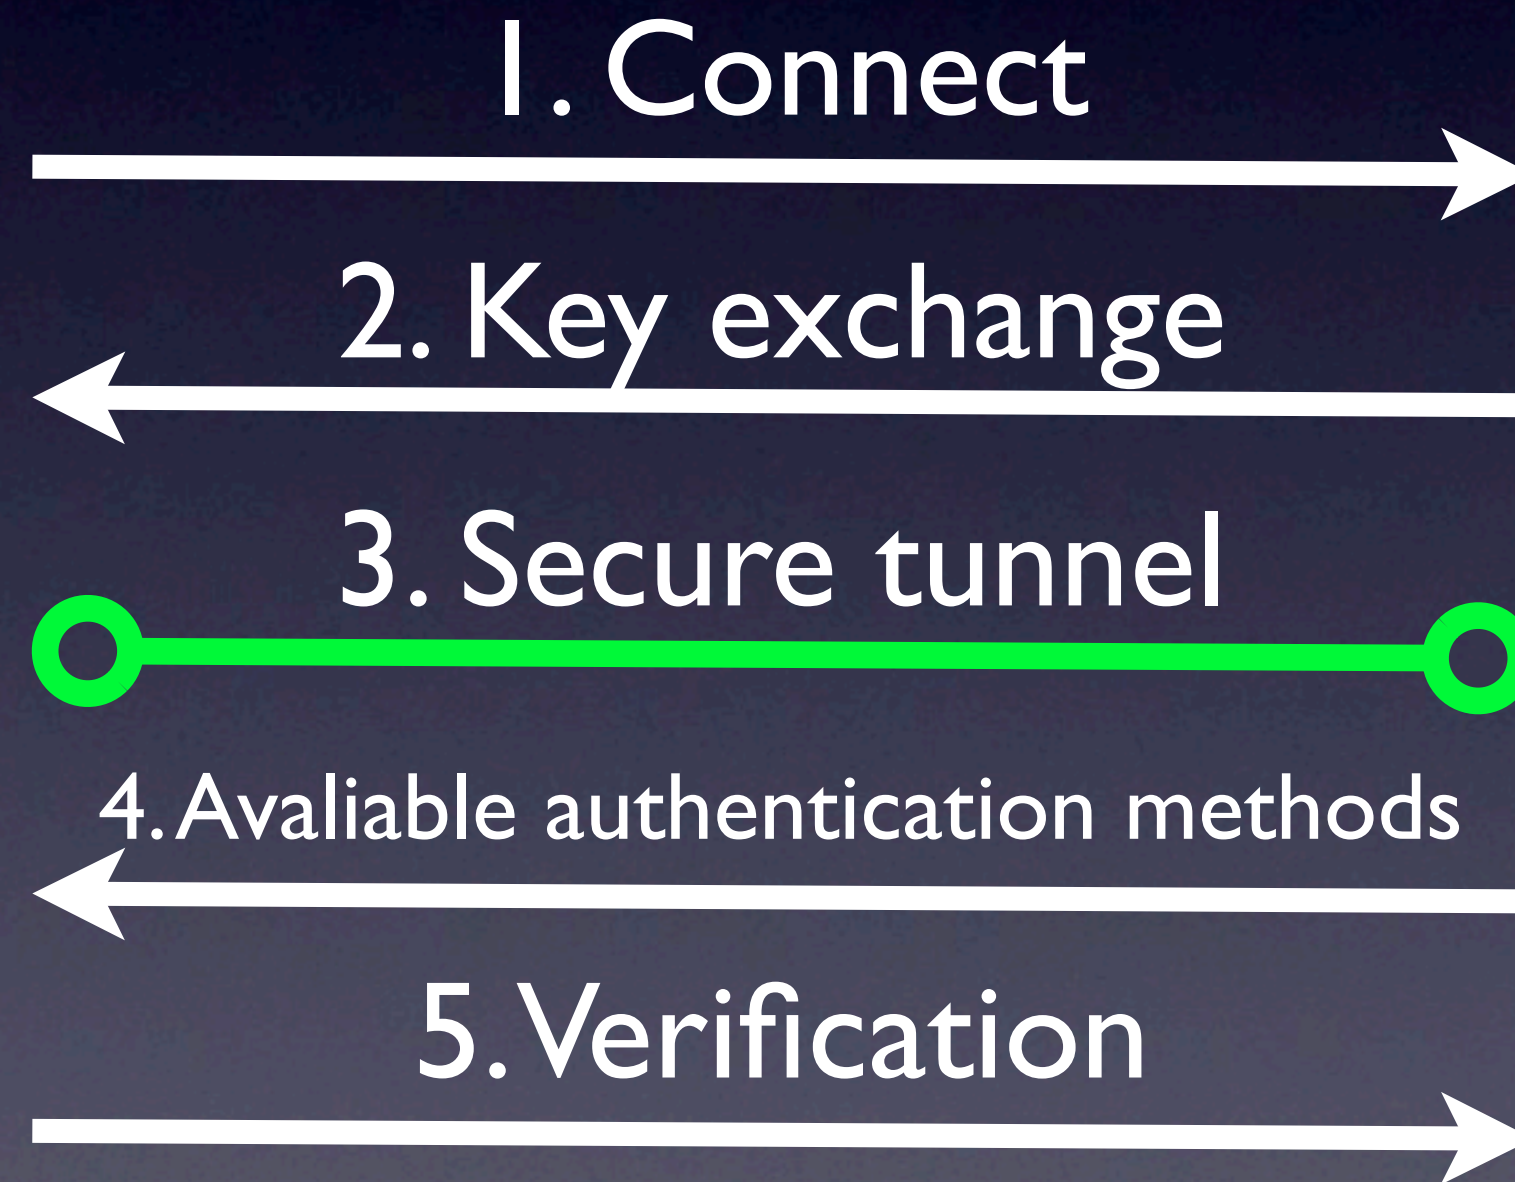 1. Connect
2. Key exchange
3. Secure tunnel
4. Avaliable authentication methods
5. Verification